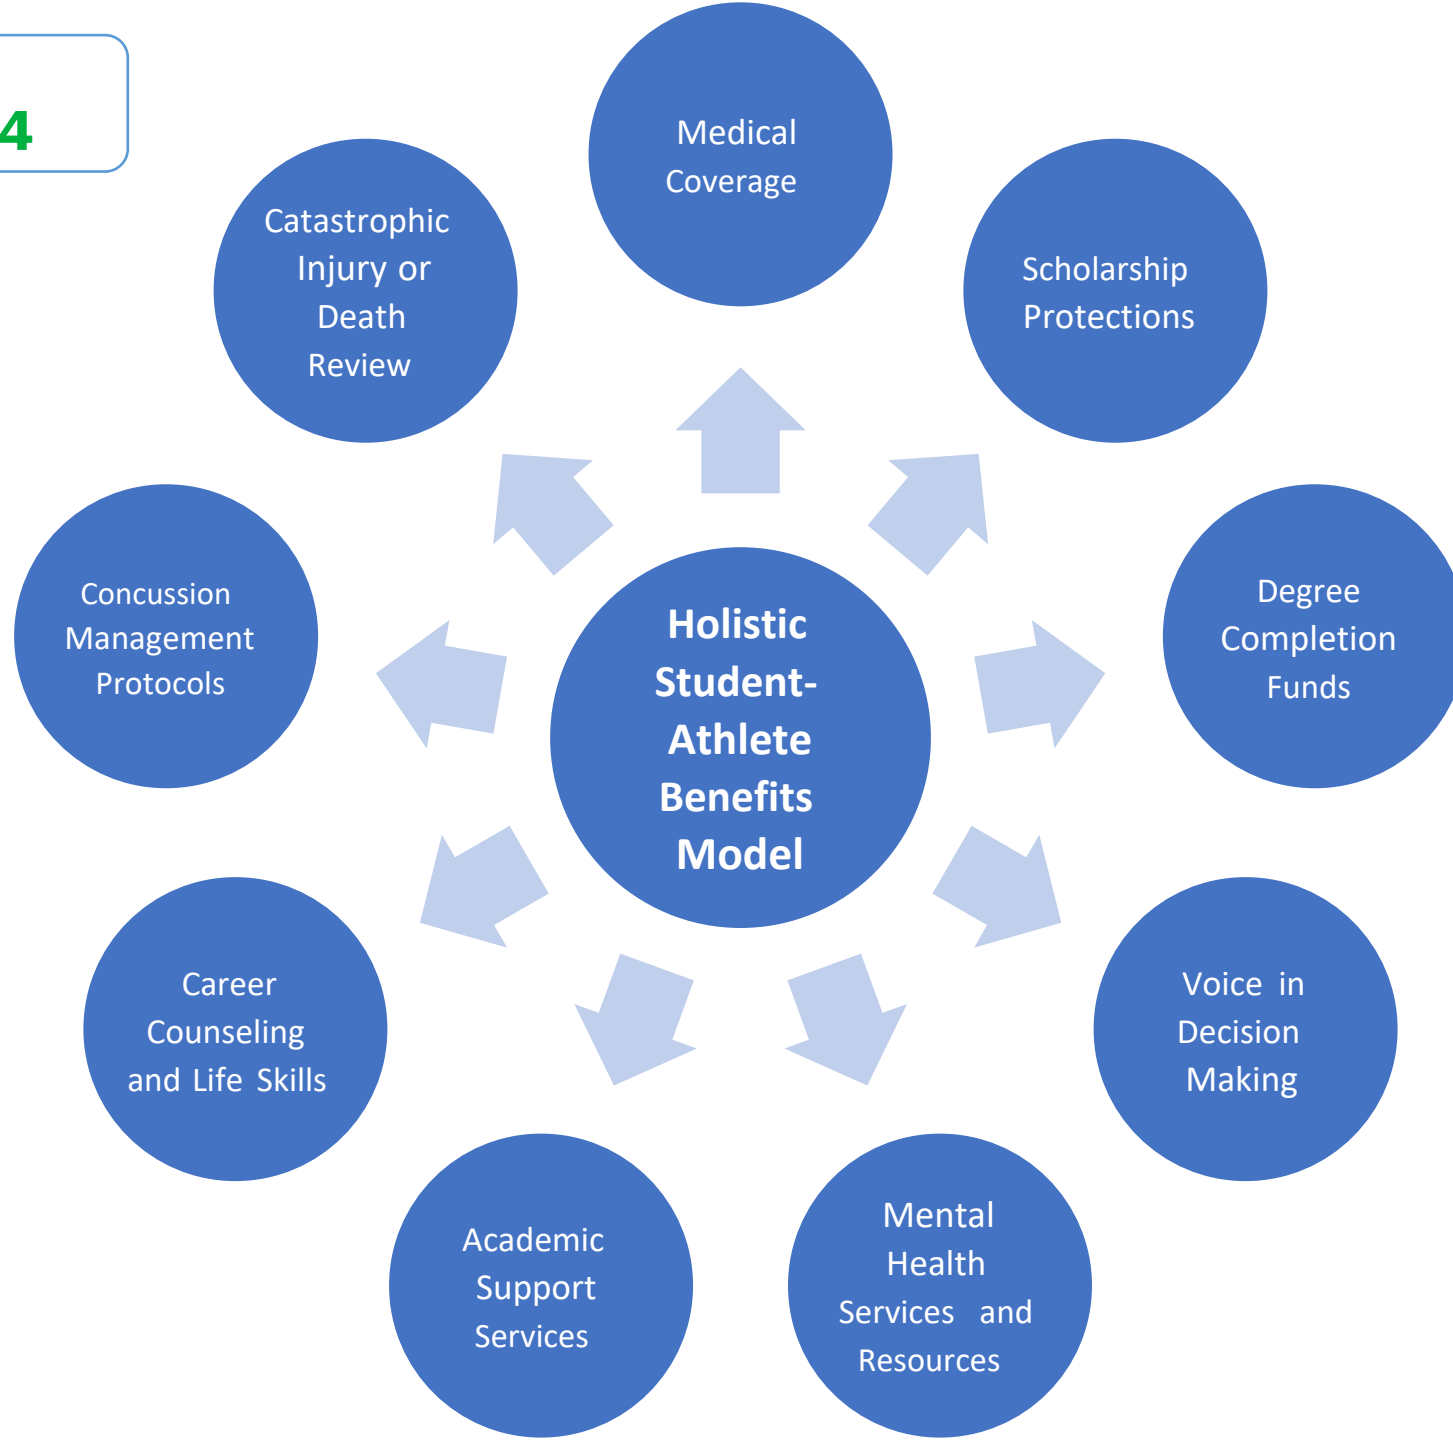 4
Medical
Coverage
Scholarship
Protections
Degree
Completion
Funds
Voice in
Decision
Making
Mental
Health
Services and
Resources
Academic
Support
Services
Career
Counseling
and Life Skills
Concussion
Management
Protocols
Catastrophic
Injury or
Death
Review
Holistic
Student-
Athlete
Benefits
Model